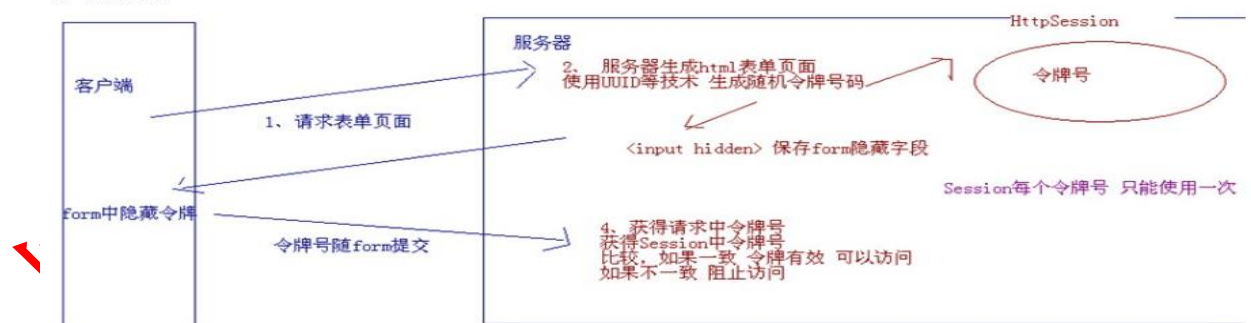 HttpSession
服务器
2、 服务器生成html表单页面
使用UUID等技术 生成随机令牌号码
令牌号
客户端
1、请求表单页面
<input hidden> 保存form隐藏字段
Session每个令牌号 只能使用一次
form中隐藏令牌
令牌号随form提交
4、获得请求中令牌号
获得Session中令牌号
比较，如果一致 令牌有效 可以访问
如果不一致 阻止访问